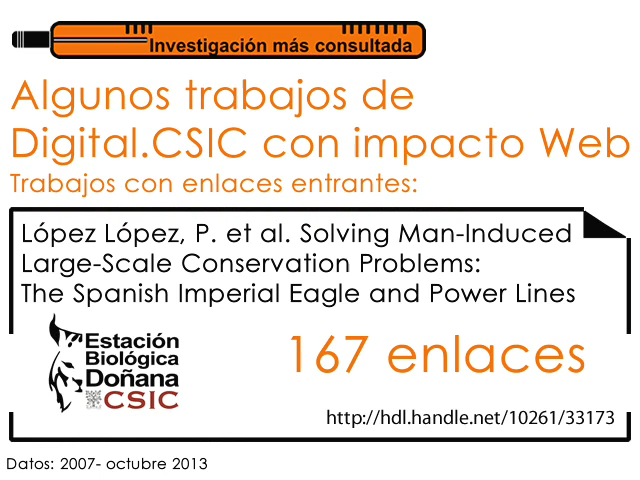 Investigación más consultada
Algunos trabajos de
Digital.CSIC con impacto Web
Trabajos con enlaces entrantes:
López López, P. et al. Solving Man-Induced
Large-Scale Conservation Problems:
The Spanish Imperial Eagle and Power Lines
Estación
Biológica
Doñana
CSIC
167 enlaces
http://hdl.handle.net/10261/33173
Datos: 2007- octubre 2013